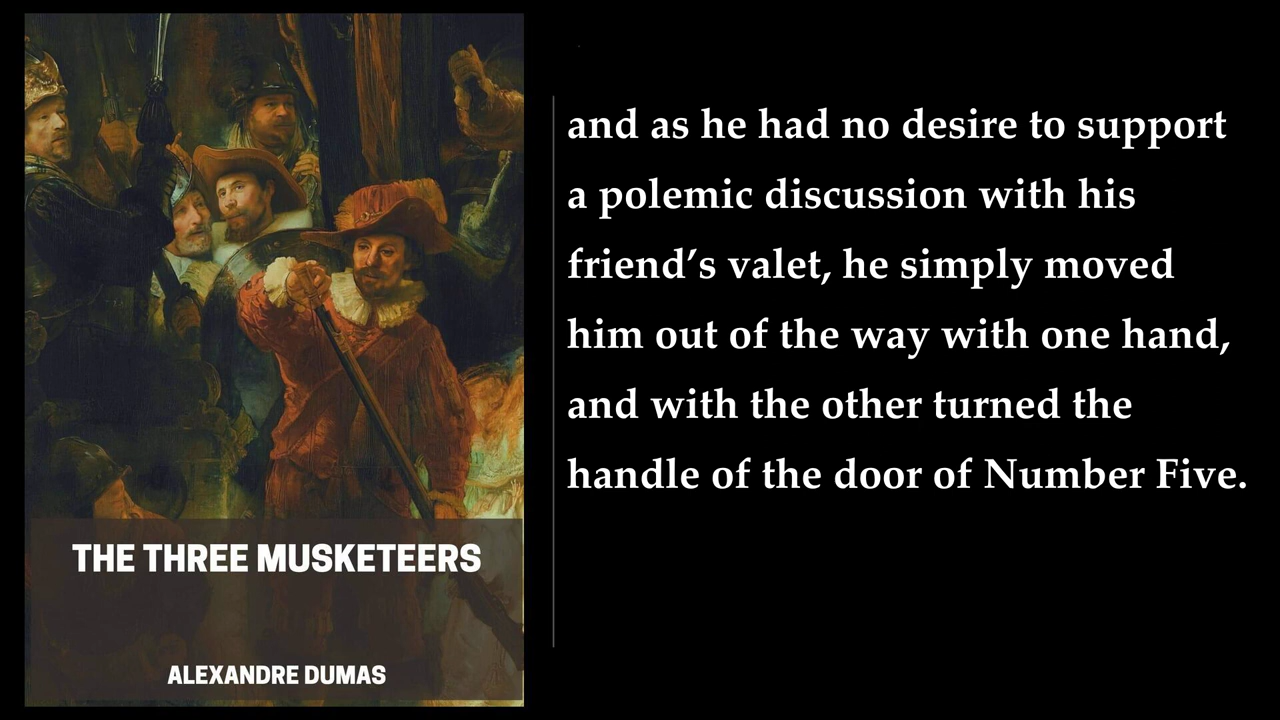 THE THREE MUSKETEERS
ALEXANDRE DUMAS
and as he had no desire to support
a polemic discussion with his
friend’s valet, he simply moved
him out of the way with one hand,
and with the other turned the
handle of the door of Number Five.